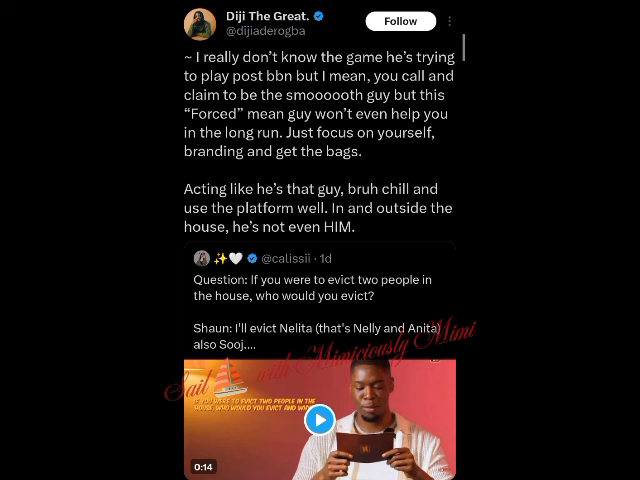 Diji The Great.
Follow
@dijiaderogba
~ I really don't know the game he's trying
to play post bbn but I mean, you call and
claim to be the smoooooth guy but this
"Forced" mean guy won't even help you
in the long run. Just focus on yourself,
branding and get the bags.
Acting like he's that guy, bruh chill and
use the platform well. In and outside the
house, he's not even HIM.
✨🤍 @calissii · 1d
Question: If you were to evict two people in
the house, who would you evict?
Shaun: I'll evict Nelita (that's Nelly and Anita)
also Sooj....
Sail with Mimiciously Mimi
IF YOU WERE TO EVICT TWO PEOPLE IN THE
HOUSE, WHO WOULD YOU EVICT AND
0:14